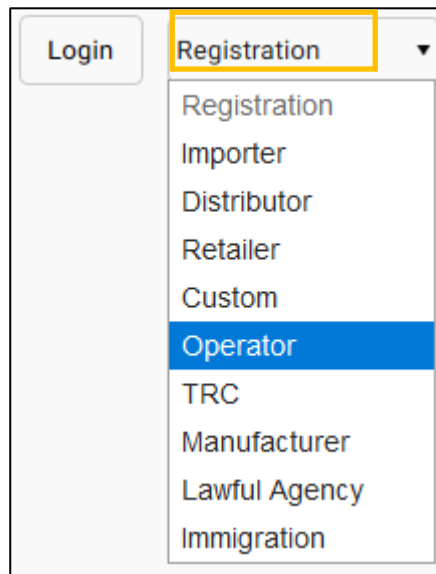 Login
Registration
Registration
Importer
Distributor
Retailer
Custom
Operator
TRC
Manufacturer
Lawful Agency
Immigration